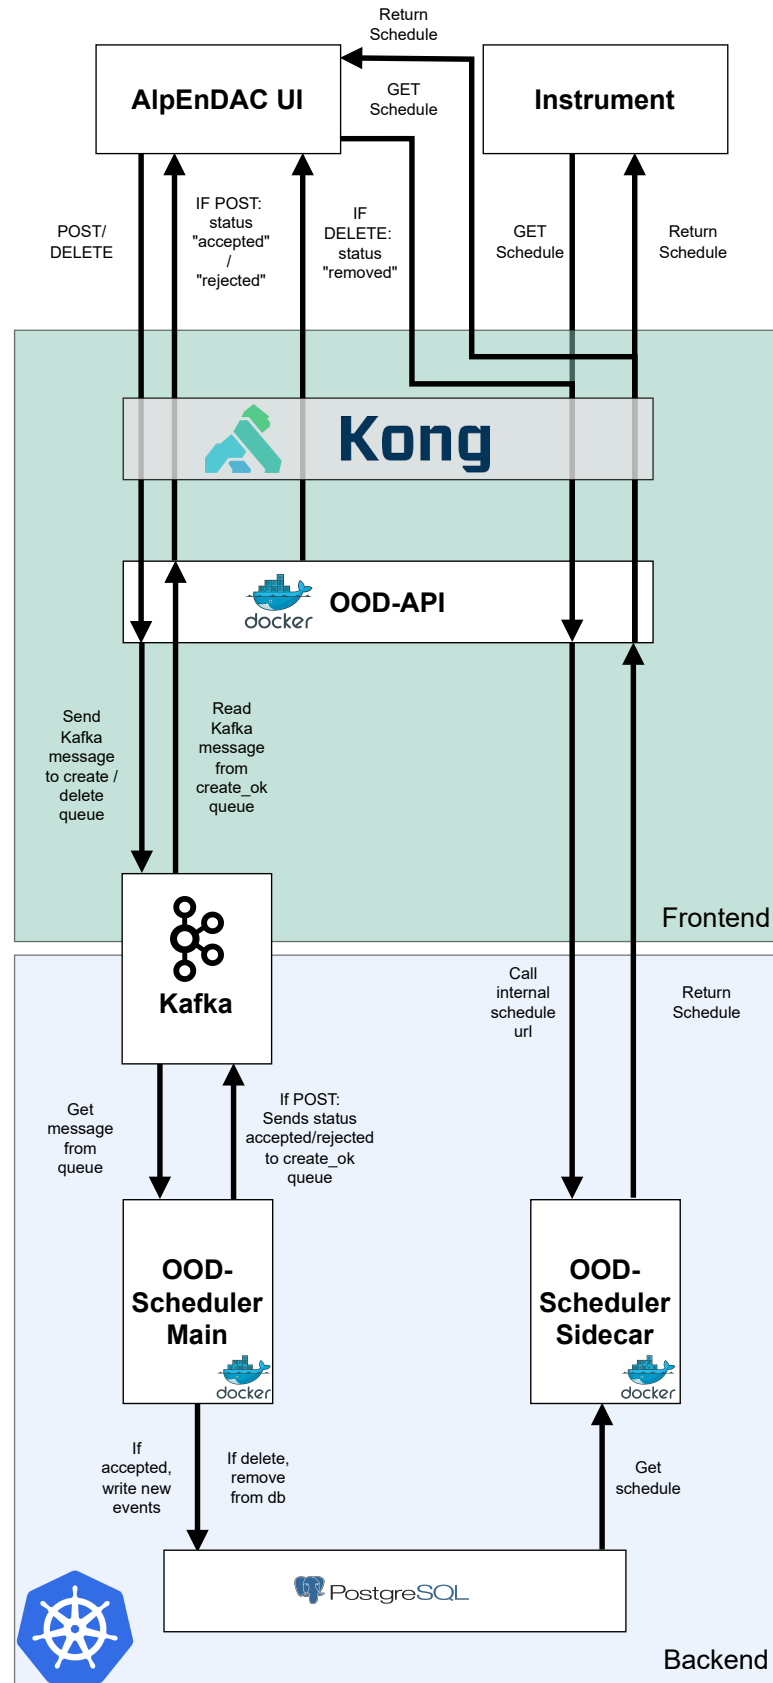 Return
Schedule
AlpEnDAC UI
GET
Schedule
Instrument
POST/
DELETE
IF POST:
status
"accepted"
/
"rejected"
IF
DELETE:
status
"removed"
GET
Schedule
Return
Schedule
Kong
docker
OOD-API
Send
Kafka
message
to create /
delete
queue
Read
Kafka
message
from
create_ok
queue
Frontend
Kafka
Call
internal
schedule
url
Return
Schedule
Get
message
from
queue
If POST:
Sends status
accepted/rejected
to create_ok
queue
OOD-
Scheduler
Main
docker
OOD-
Scheduler
Sidecar
docker
If
accepted,
write new
events
If delete,
remove
from db
Get
schedule
PostgreSQL
Backend